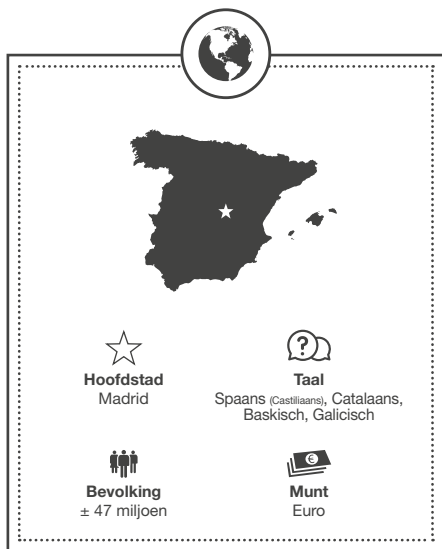 Hoofdstad
Madrid
Taal
Spaans (Castiliaans), Catalaans,
Baskisch, Galicisch
Bevolking
± 47 miljoen
Munt
Euro